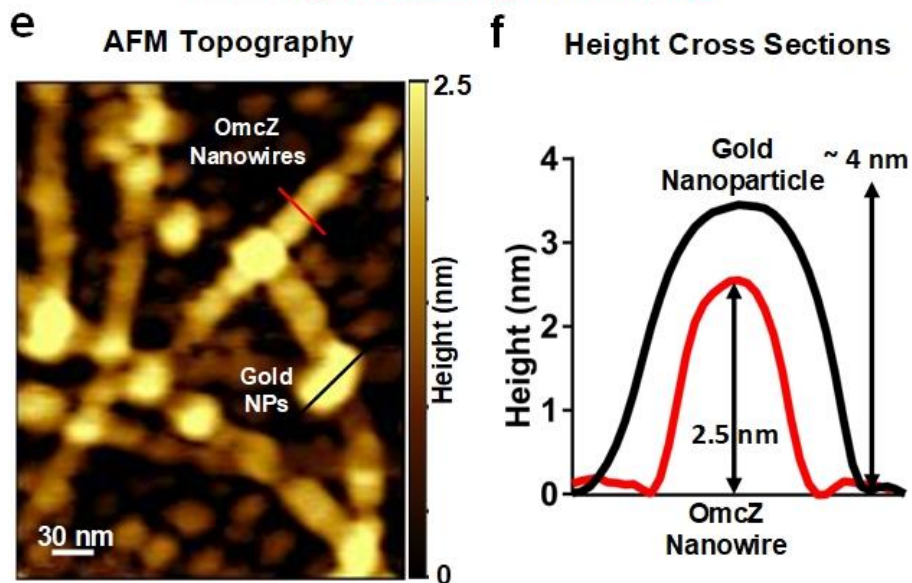 e
AFM Topography
OmcZ
Nanowires
Gold
NPs
30 nm
2.5
Height (nm)
0
f
Height Cross Sections
4
3
2
1
0
Height (nm)
Gold
Nanoparticle
~ 4 nm
2.5 nm
OmcZ
Nanowire